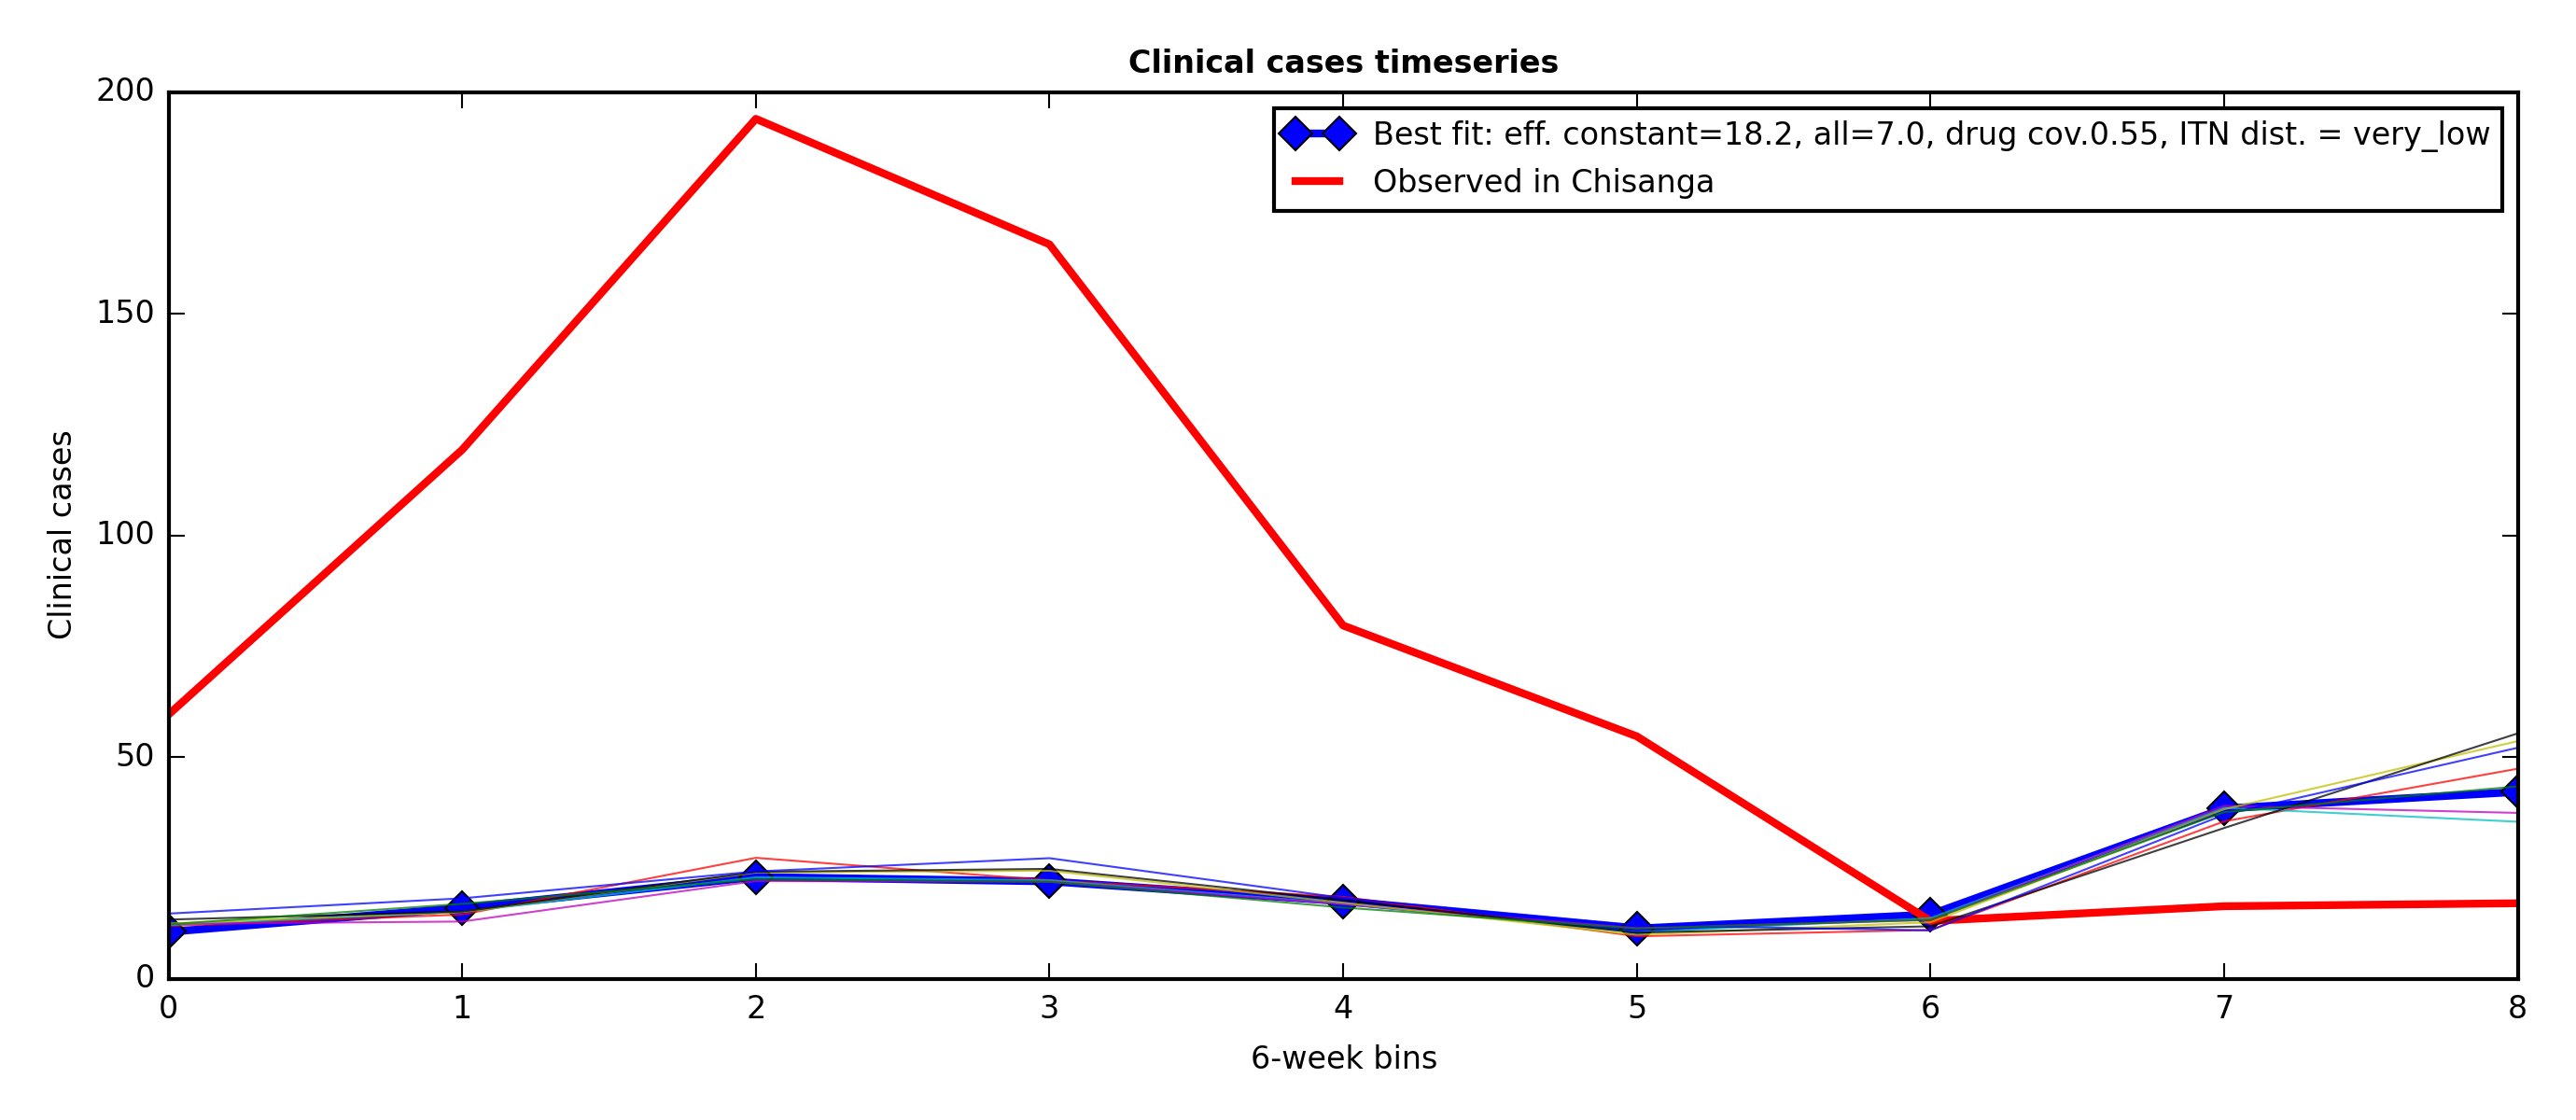 Clinical cases timeseries
200
150
100
50
0
Clinical cases
Best fit: eff. constant=18.2, all=7.0, drug cov.0.55, ITN dist. = very_low
Observed in Chisanga
0 1 2 3 4 5 6 7 8
6-week bins